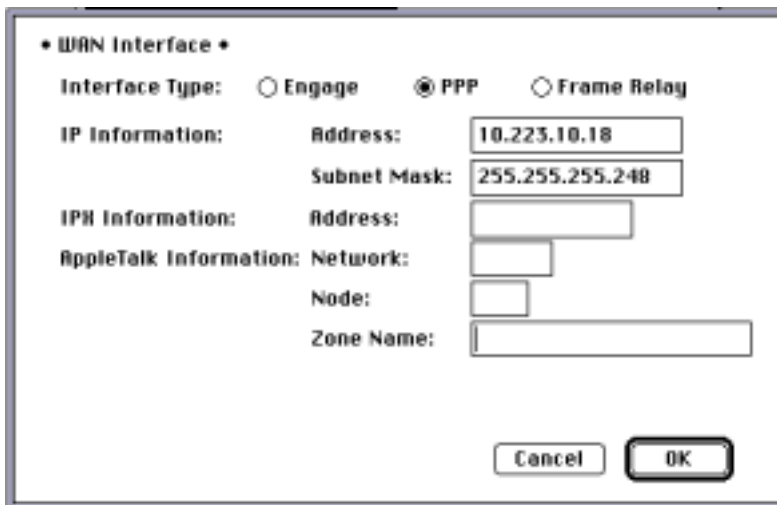 • WAN Interface •
Interface Type: Engage PPP Frame Relay
IP Information: Address: 10.223.10.18
Subnet Mask: 255.255.255.248
IPX Information: Address:
AppleTalk Information: Network:
Node:
Zone Name:
Cancel OK